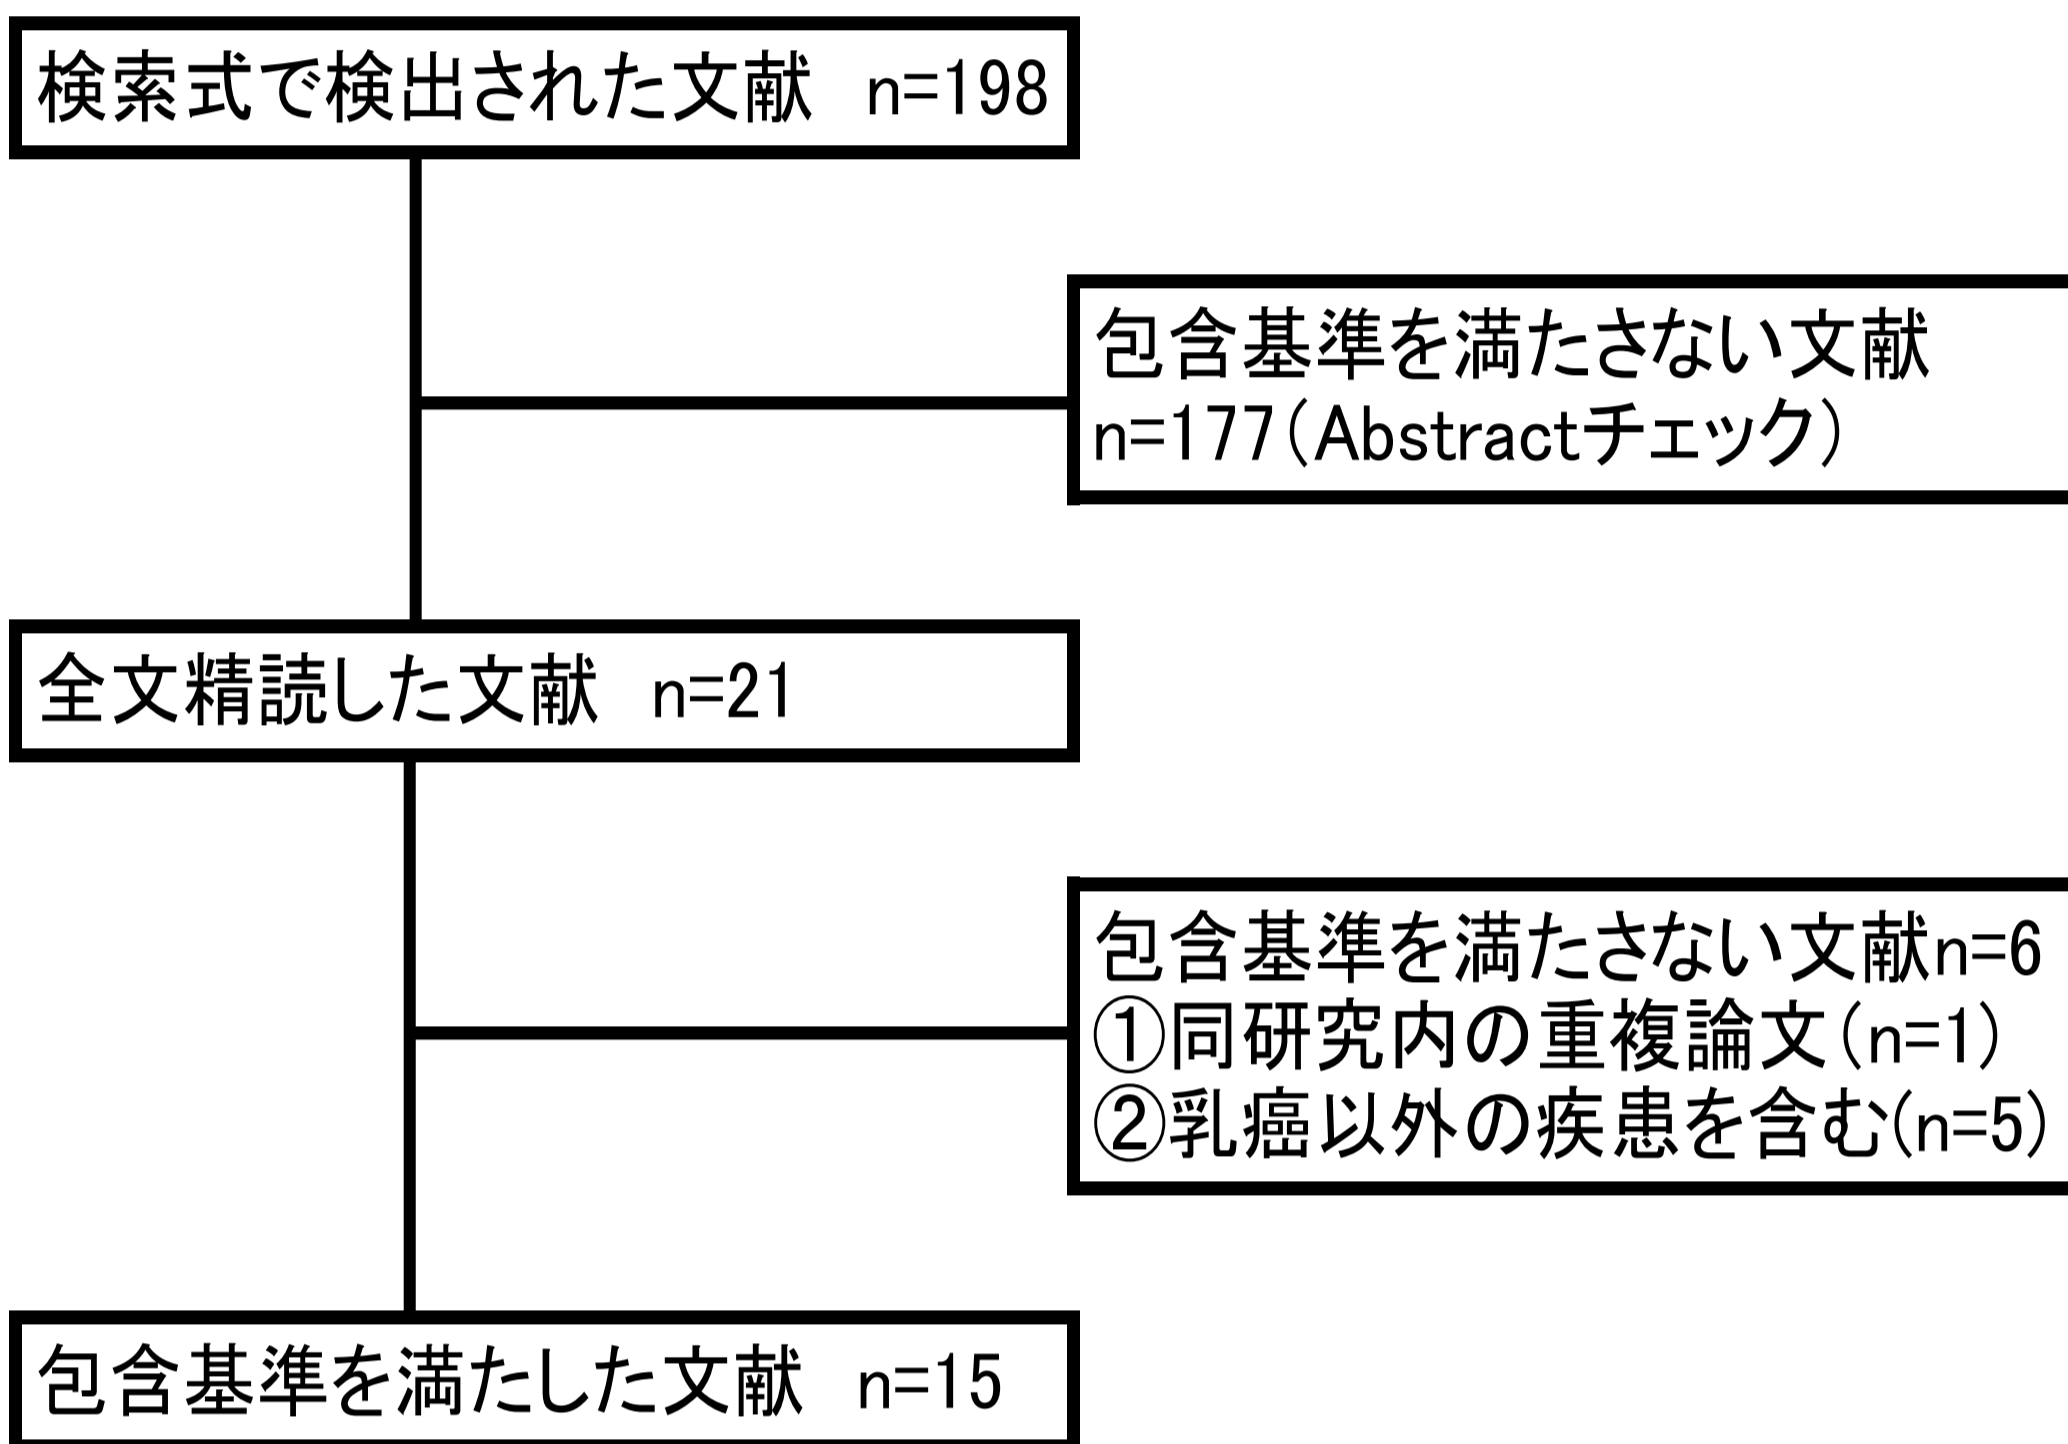 検索式で検出された文献 n=198
包含基準を満たさない文献
n=177(Abstractチェック)
全文精読した文献 n=21
包含基準を満たさない文献n=6
①同研究内の重複論文(n=1)
②乳癌以外の疾患を含む(n=5)
包含基準を満たした文献 n=15